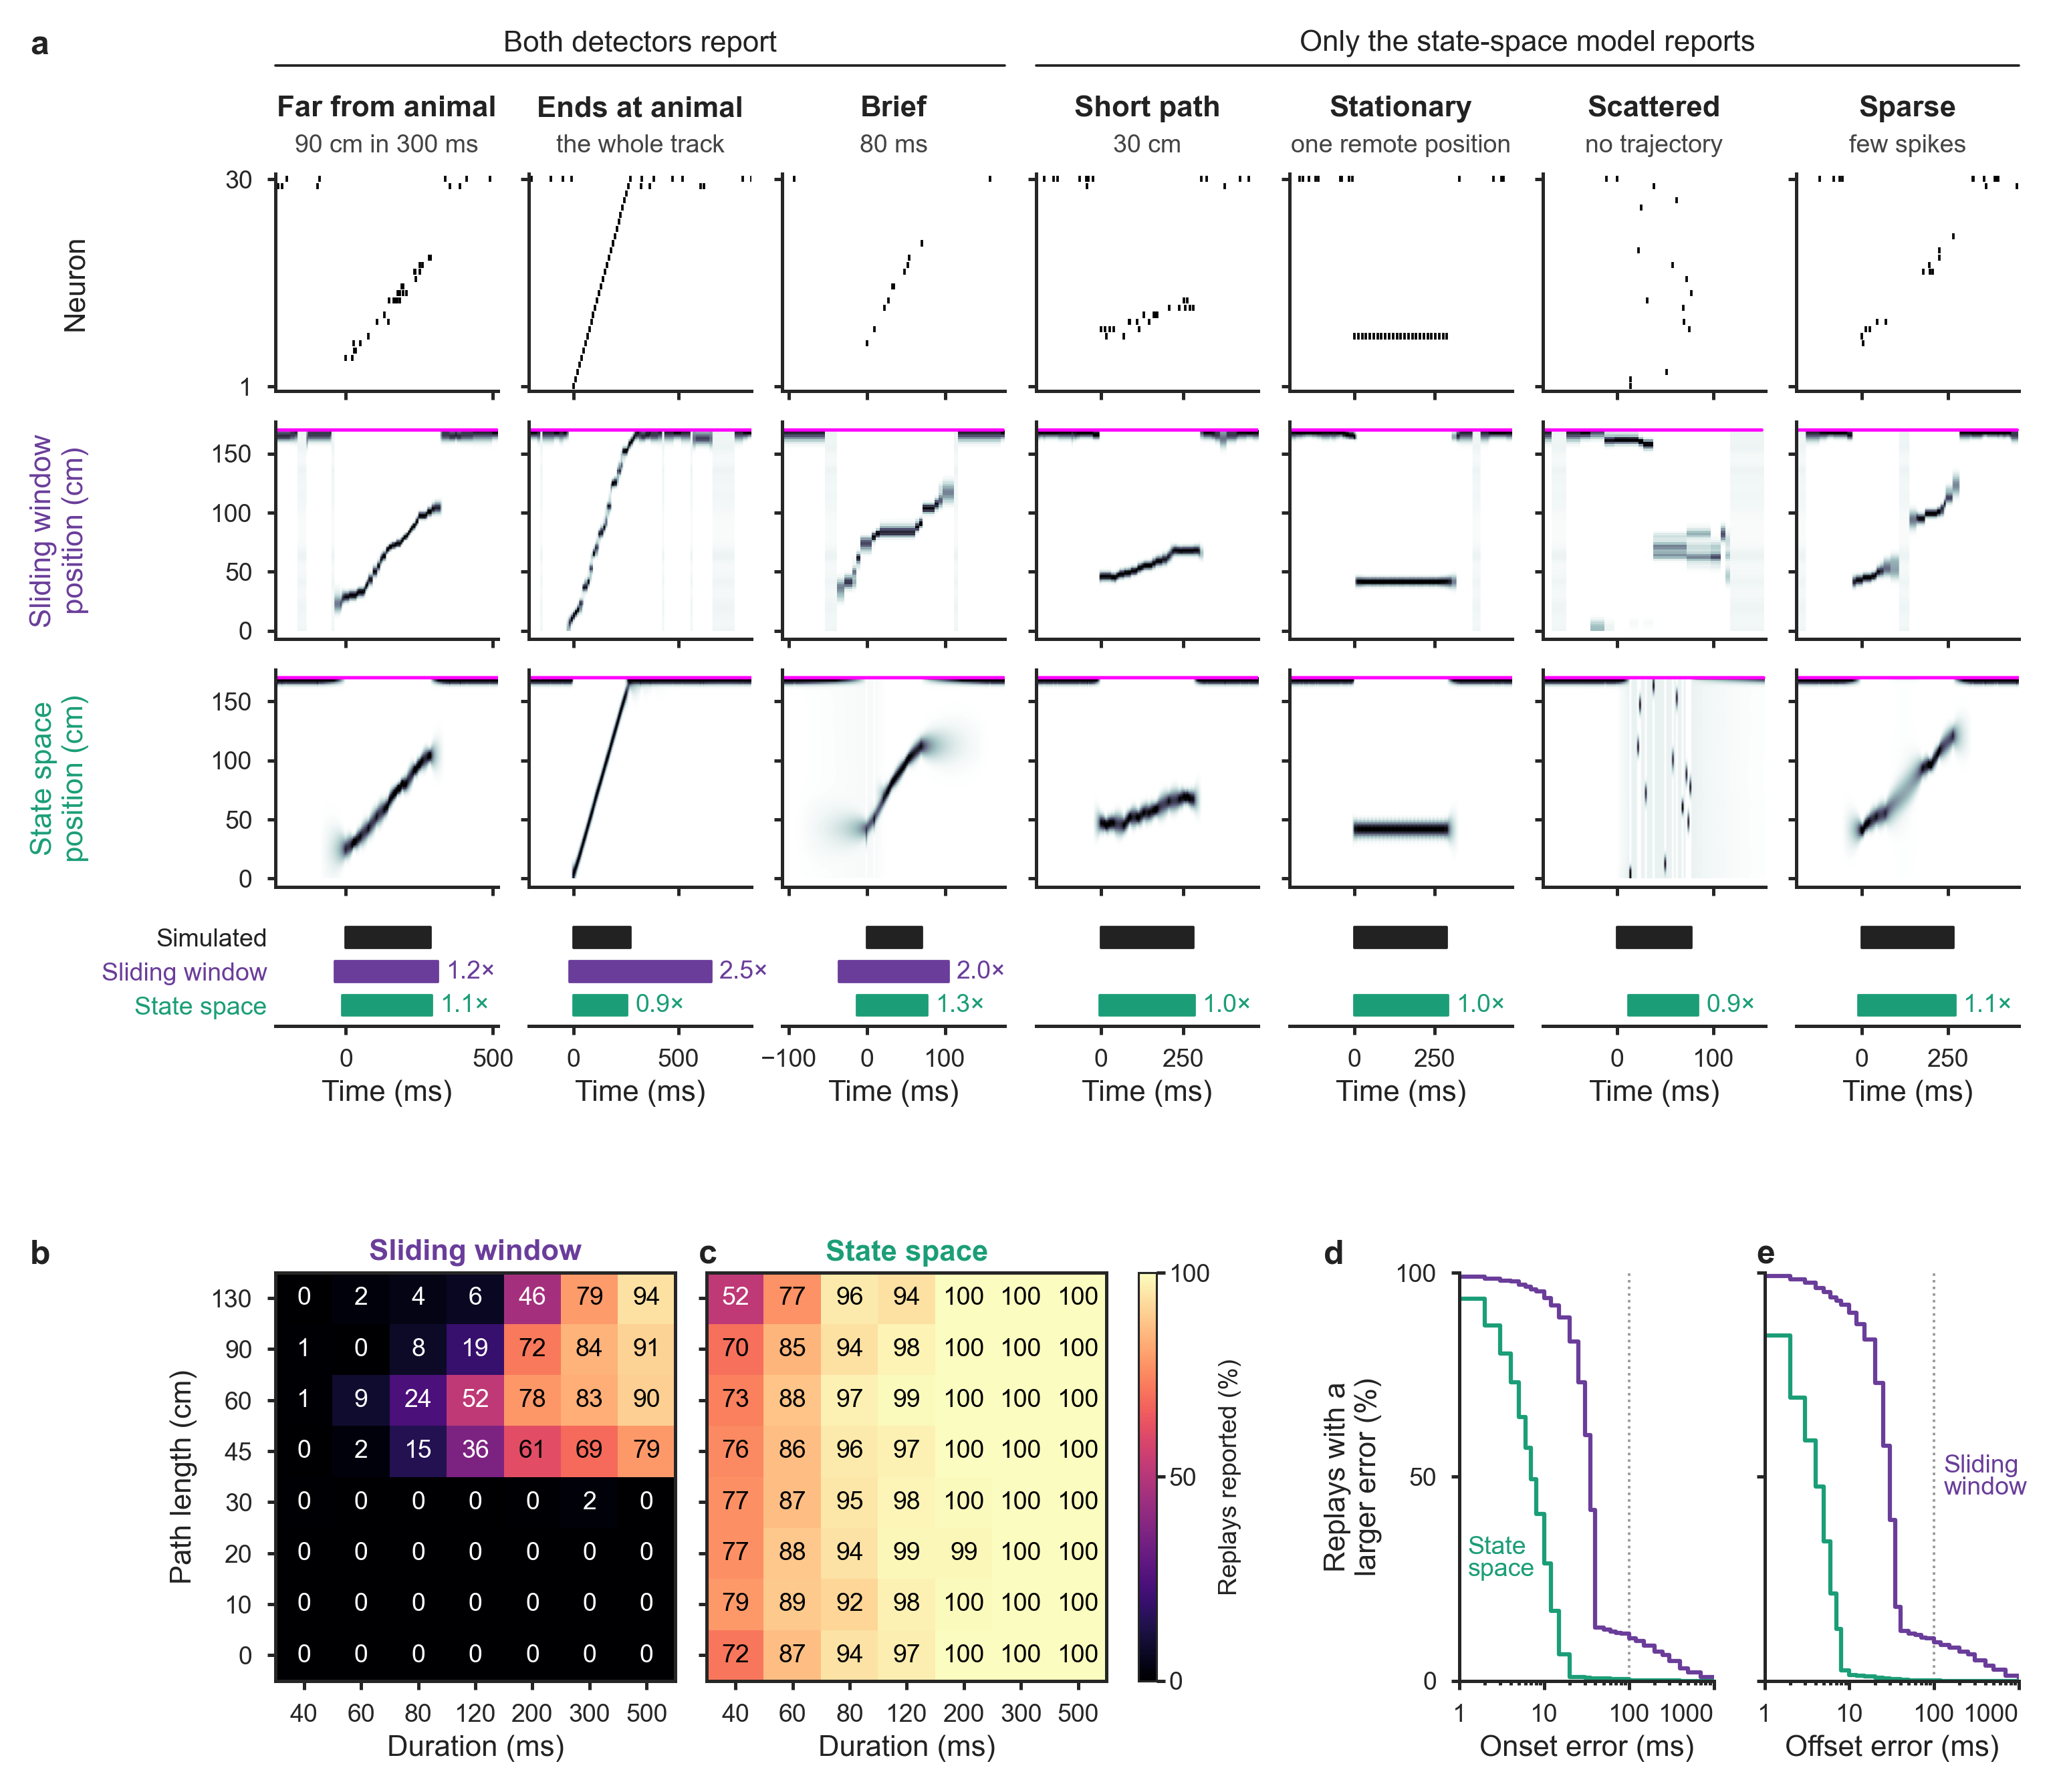 a
Both detectors report
Only the state-space model reports
Far from animal
90 cm in 300 ms
Ends at animal
the whole track
Brief
80 ms
Short path
30 cm
Stationary
one remote position
Scattered
no trajectory
Sparse
few spikes
Neuron
30
1
Sliding window
position (cm)
150
100
50
0
State space
position (cm)
150
100
50
0
Simulated
Sliding window
1.2×
2.5×
2.0×
State space
1.1×
0.9×
1.3×
1.0×
1.0×
0.9×
1.1×
0 500
0 500
−100 0 100
0 250
0 250
0 100
0 250
Time (ms)
Time (ms)
Time (ms)
Time (ms)
Time (ms)
Time (ms)
Time (ms)
b
Sliding window
Path length (cm)
130 0 2 4 6 46 79 94
90 1 0 8 19 72 84 91
60 1 9 24 52 78 83 90
45 0 2 15 36 61 69 79
30 0 0 0 0 0 2 0
20 0 0 0 0 0 0 0
10 0 0 0 0 0 0 0
0 0 0 0 0 0 0 0
40 60 80 120 200 300 500
Duration (ms)
c
State space
52 77 96 94 100 100 100
70 85 94 98 100 100 100
73 88 97 99 100 100 100
76 86 96 97 100 100 100
77 87 95 98 100 100 100
77 88 94 99 99 100 100
79 89 92 98 100 100 100
72 87 94 97 100 100 100
40 60 80 120 200 300 500
Duration (ms)
100
50
0
Replays reported (%)
d
Replays with a
larger error (%)
100
50
0
State
space
1 10 100 1000
Onset error (ms)
e
Sliding
window
1 10 100 1000
Offset error (ms)